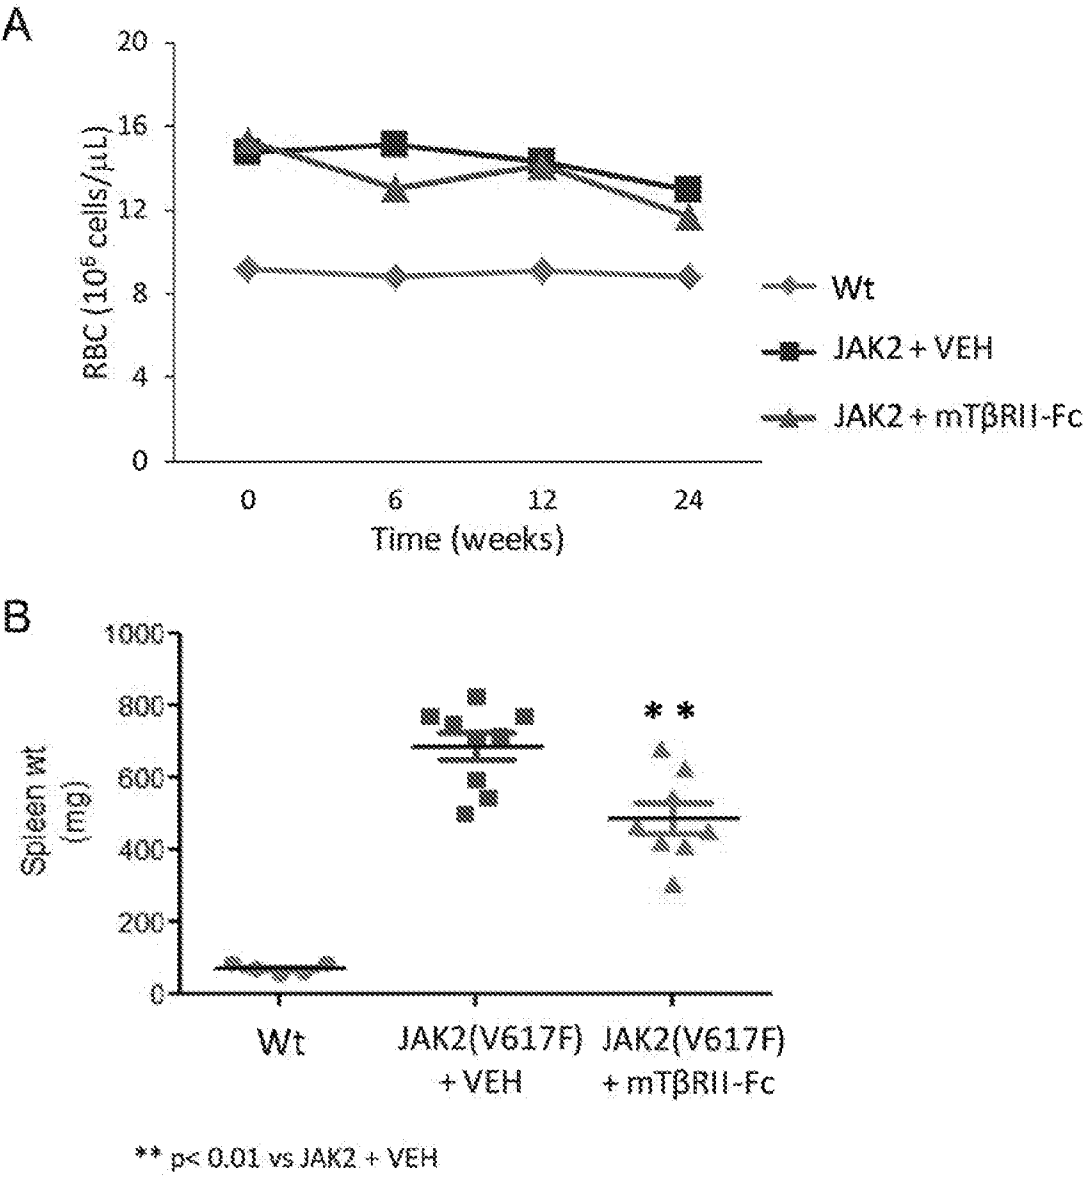 A
20
16
12
8
4
0
RBC (10⁶ cells/μL)
0 6 12 24
Time (weeks)
Wt
JAK2 + VEH
JAK2 + mTβRII-Fc
B
1000
800
600
400
200
0
Spleen wt
(mg)
* *
Wt
JAK2(V617F)
+ VEH
JAK2(V617F)
+ mTβRII-Fc
** p< 0.01 vs JAK2 + VEH